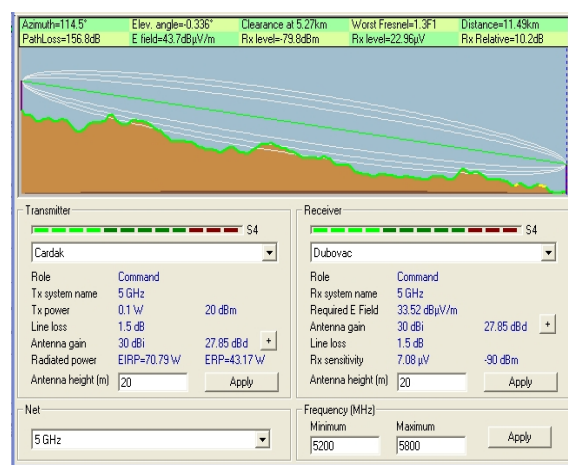 Azimuth=114.5° Elev. angle=-0.336° Clearance at 5.27km Worst Fresnel=1.3F1 Distance=11.49km
PathLoss=156.8dB E field=43.7dBµV/m Rx level=-79.8dBm Rx level=22.96µV Rx Relative=10.2dB
Transmitter
S4
Cardak
Role Command
Tx system name 5 GHz
Tx power 0.1 W 20 dBm
Line loss 1.5 dB
Antenna gain 30 dBi 27.85 dBd +
Radiated power EIRP=70.79 W ERP=43.17 W
Antenna height (m) 20 Apply
Receiver
S4
Dubovac
Role Command
Rx system name 5 GHz
Required E Field 33.52 dBµV/m
Antenna gain 30 dBi 27.85 dBd +
Line loss 1.5 dB
Rx sensitivity 7.08 µV -90 dBm
Antenna height (m) 20 Apply
Net
5 GHz
Frequency (MHz)
Minimum Maximum
5200 5800 Apply